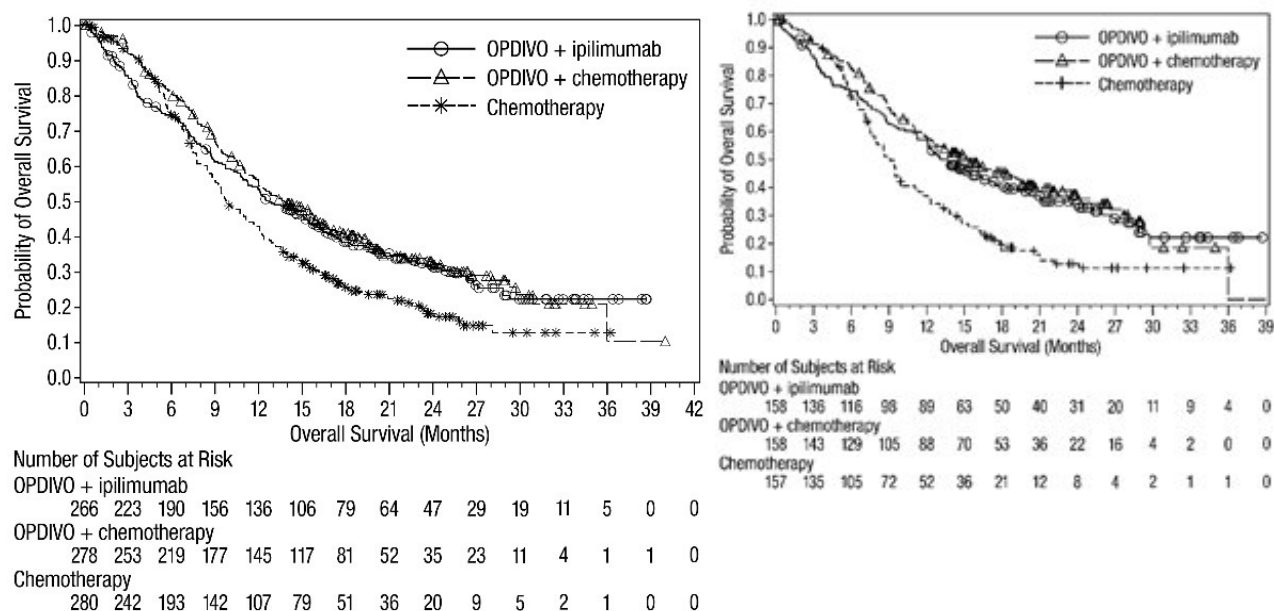 Probability of Overall Survival
1.0
0.9
0.8
0.7
0.6
0.5
0.4
0.3
0.2
0.1
0.0
OPDIVO + ipilimumab
OPDIVO + chemotherapy
Chemotherapy
0 3 6 9 12 15 18 21 24 27 30 33 36 39 42
Overall Survival (Months)
Number of Subjects at Risk
OPDIVO + ipilimumab
266 223 190 156 136 106 79 64 47 29 19 11 5 0 0
OPDIVO + chemotherapy
278 253 219 177 145 117 81 52 35 23 11 4 1 1 0
Chemotherapy
280 242 193 142 107 79 51 36 20 9 5 2 1 0 0
Probability of Overall Survival
1.0
0.9
0.8
0.7
0.6
0.5
0.4
0.3
0.2
0.1
0.0
OPDIVO + ipilimumab
OPDIVO + chemotherapy
Chemotherapy
0 3 6 9 12 15 18 21 24 27 30 33 36 39
Overall Survival (Months)
Number of Subjects at Risk
OPDIVO + ipilimumab
158 136 116 98 89 63 50 40 31 20 11 9 4 0
OPDIVO + chemotherapy
158 143 129 105 88 70 53 36 22 16 4 2 0 0
Chemotherapy
157 135 105 72 52 36 21 12 8 4 2 1 1 0